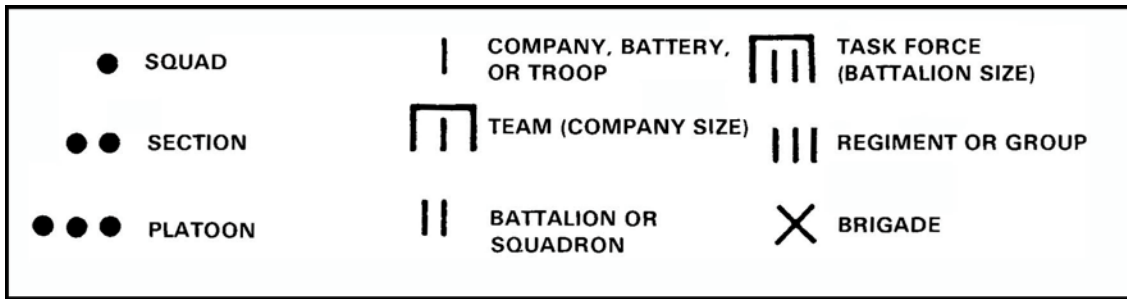 SQUAD
SECTION
PLATOON
COMPANY, BATTERY,
OR TROOP
TEAM (COMPANY SIZE)
BATTALION OR
SQUADRON
TASK FORCE
(BATTALION SIZE)
REGIMENT OR GROUP
BRIGADE